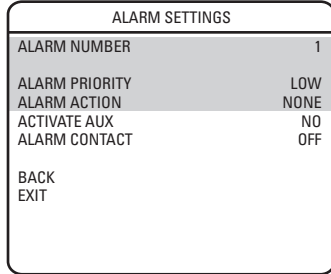 ALARM SETTINGS
ALARM NUMBER 1
ALARM PRIORITY LOW
ALARM ACTION NONE
ACTIVATE AUX NO
ALARM CONTACT OFF
BACK
EXIT